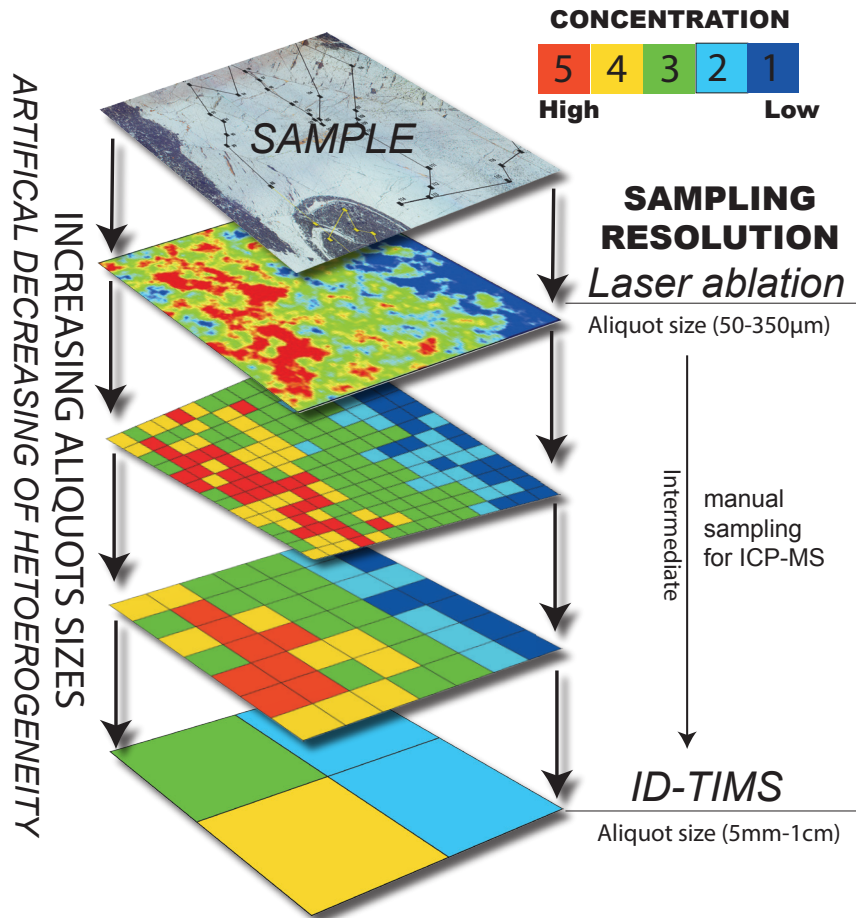 CONCENTRATION
5 4 3 2 1
High Low
SAMPLE
SAMPLING
RESOLUTION
Laser ablation
Aliquot size (50-350µm)
Intermediate
manual
sampling
for ICP-MS
ID-TIMS
Aliquot size (5mm-1cm)
INCREASING ALIQUOTS SIZES
ARTIFICAL DECREASING OF HETOEROGENEITY